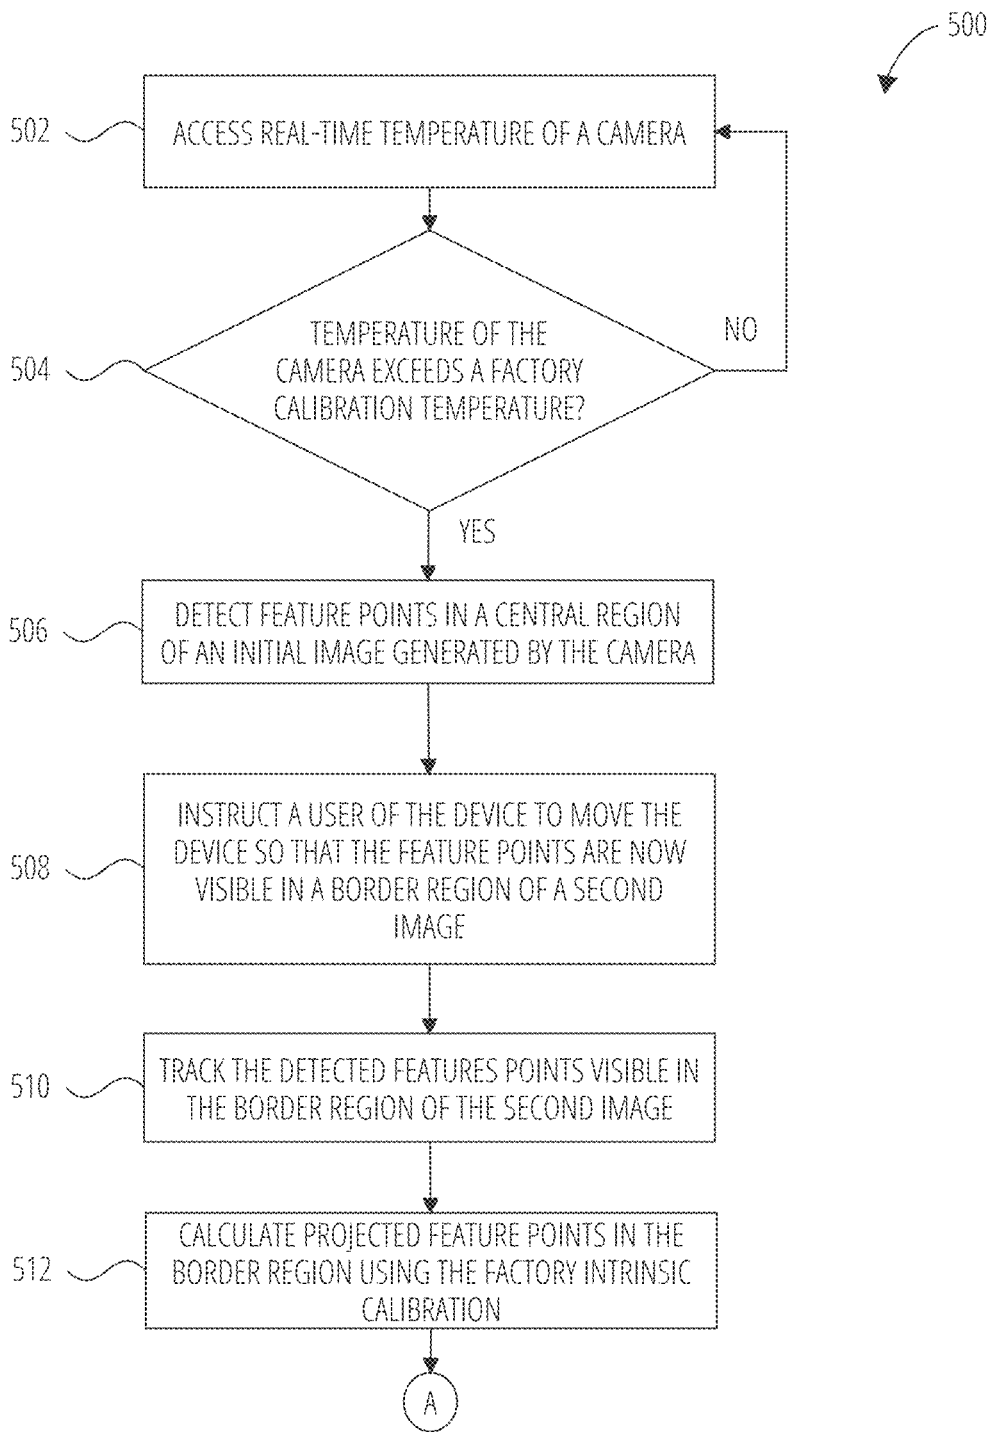 500
502
ACCESS REAL-TIME TEMPERATURE OF A CAMERA
504
TEMPERATURE OF THE
CAMERA EXCEEDS A FACTORY
CALIBRATION TEMPERATURE?
NO
YES
506
DETECT FEATURE POINTS IN A CENTRAL REGION
OF AN INITIAL IMAGE GENERATED BY THE CAMERA
508
INSTRUCT A USER OF THE DEVICE TO MOVE THE
DEVICE SO THAT THE FEATURE POINTS ARE NOW
VISIBLE IN A BORDER REGION OF A SECOND
IMAGE
510
TRACK THE DETECTED FEATURES POINTS VISIBLE IN
THE BORDER REGION OF THE SECOND IMAGE
512
CALCULATE PROJECTED FEATURE POINTS IN THE
BORDER REGION USING THE FACTORY INTRINSIC
CALIBRATION
A